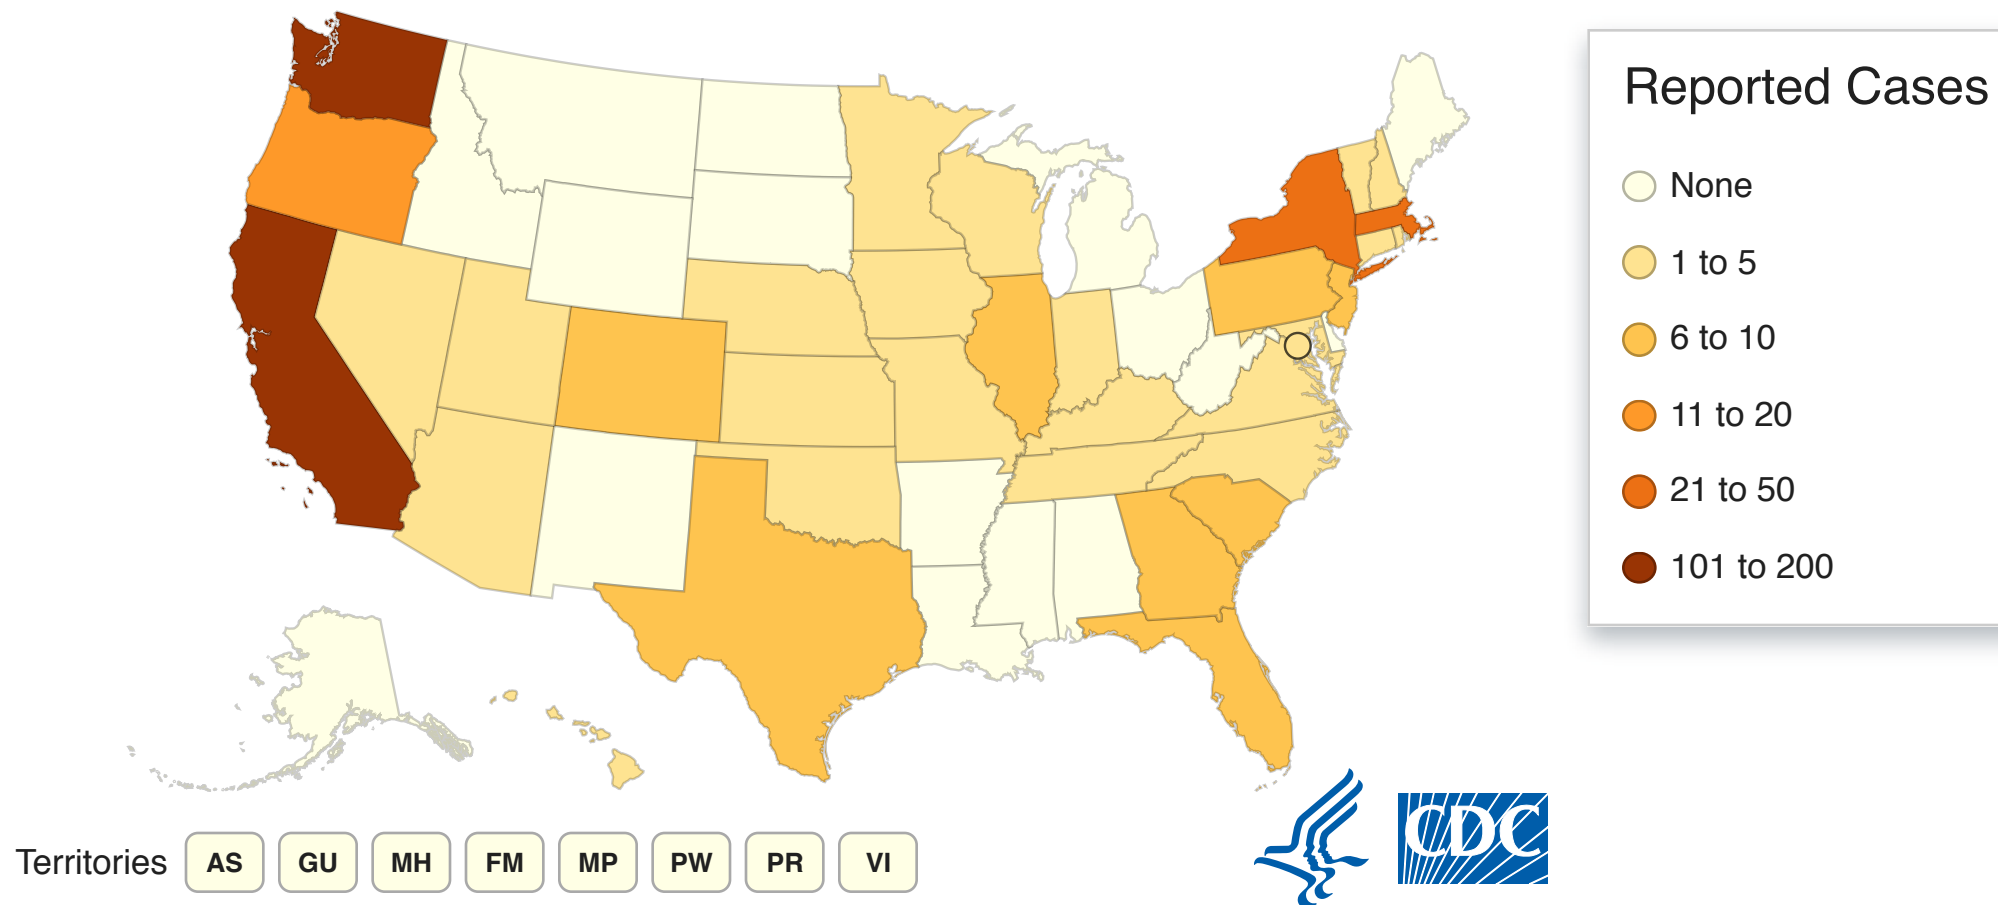 Reported Cases
None
1 to 5
6 to 10
11 to 20
21 to 50
101 to 200
Territories AS GU MH FM MP PW PR VI
CDC